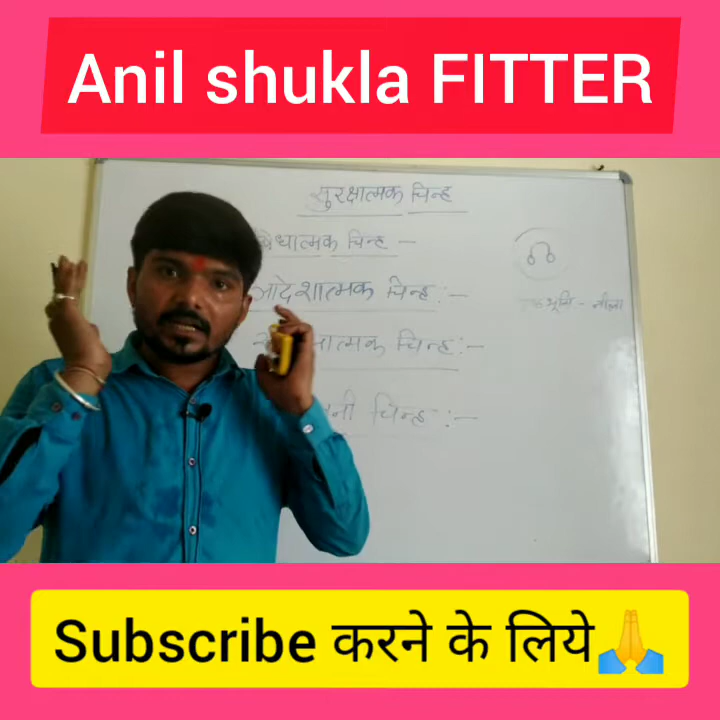 Anil shukla FITTER
सुरक्षात्मक चिन्ह
चिन्ह –
आदेशात्मक चिन्ह :–
चिन्ह :–
चिन्ह :–
भूमि – नीला
Subscribe करने के लिये🙏